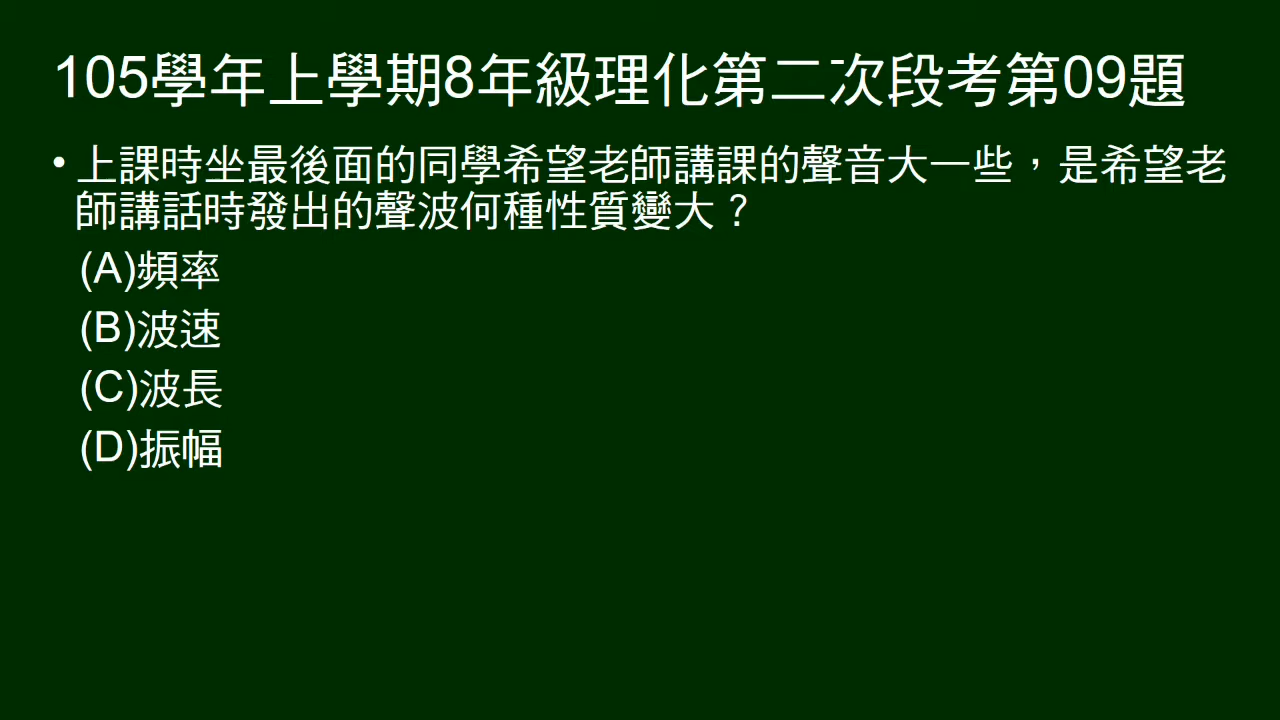 105學年上學期8年級理化第二次段考第09題
• 上課時坐最後面的同學希望老師講課的聲音大一些，是希望老
師講話時發出的聲波何種性質變大？
(A)頻率
(B)波速
(C)波長
(D)振幅